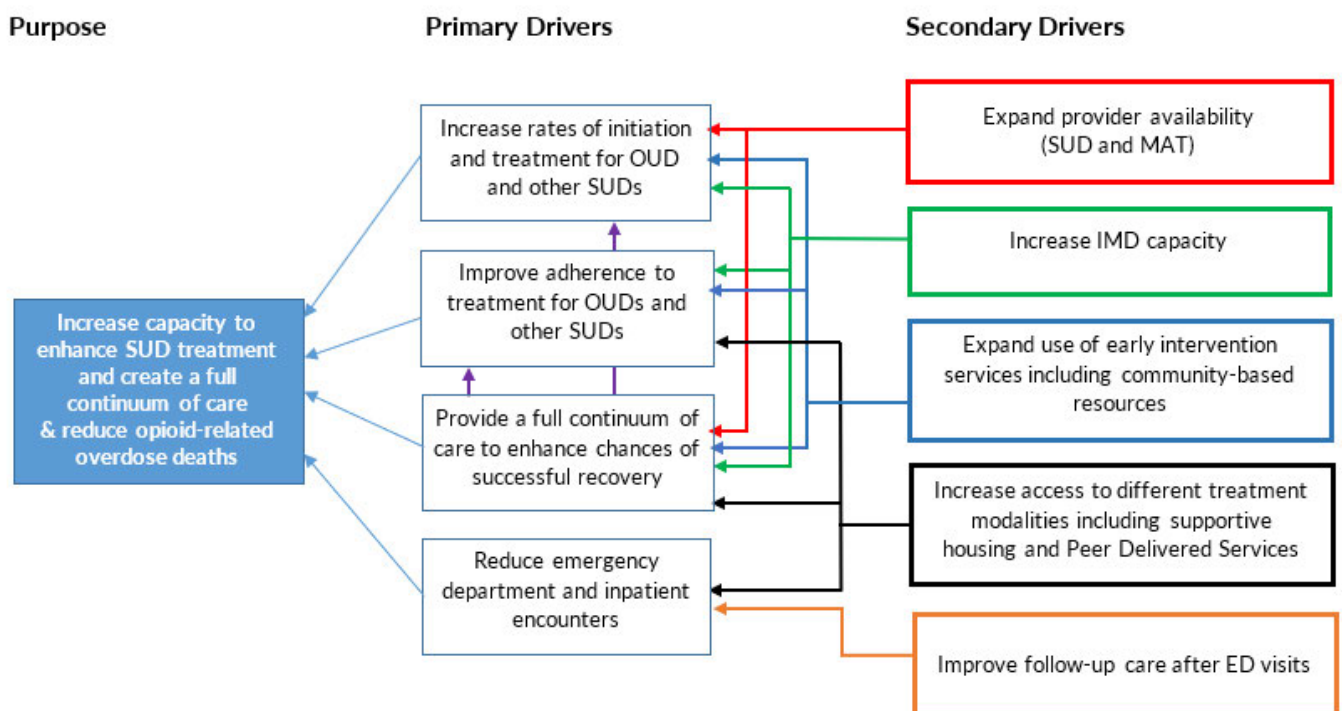 Purpose
Primary Drivers
Secondary Drivers
Increase capacity to
enhance SUD treatment
and create a full
continuum of care
& reduce opioid-related
overdose deaths
Increase rates of initiation
and treatment for OUD
and other SUDs
Improve adherence to
treatment for OUDs and
other SUDs
Provide a full continuum of
care to enhance chances of
successful recovery
Reduce emergency
department and inpatient
encounters
Expand provider availability
(SUD and MAT)
Increase IMD capacity
Expand use of early intervention
services including community-based
resources
Increase access to different treatment
modalities including supportive
housing and Peer Delivered Services
Improve follow-up care after ED visits